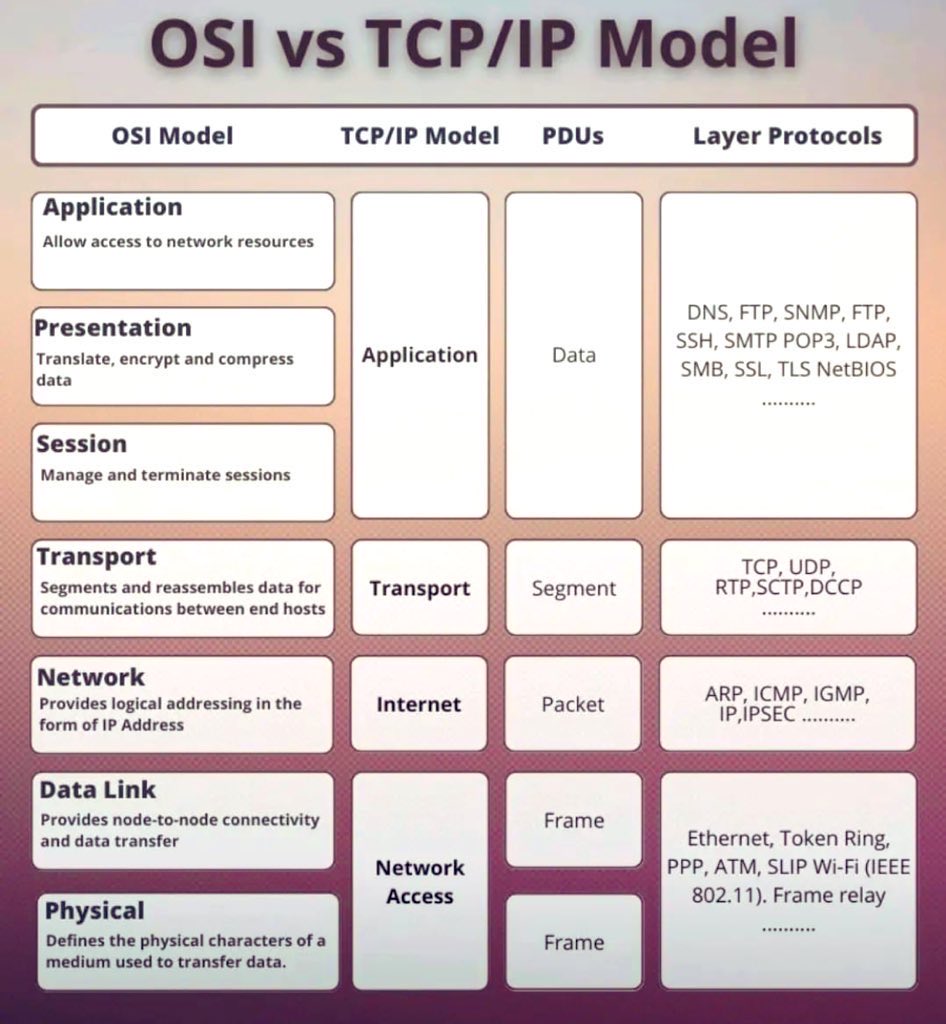 OSI vs TCP/IP Model
OSI Model
TCP/IP Model
PDUs
Layer Protocols
Application
Allow access to network resources
Presentation
Translate, encrypt and compress
data
Session
Manage and terminate sessions
Application
Data
DNS, FTP, SNMP, FTP,
SSH, SMTP POP3, LDAP,
SMB, SSL, TLS NetBIOS
..........
Transport
Segments and reassembles data for
communications between end hosts
Transport
Segment
TCP, UDP,
RTP,SCTP,DCCP
..........
Network
Provides logical addressing in the
form of IP Address
Internet
Packet
ARP, ICMP, IGMP,
IP,IPSEC ..........
Data Link
Provides node-to-node connectivity
and data transfer
Frame
Physical
Defines the physical characters of a
medium used to transfer data.
Frame
Network
Access
Ethernet, Token Ring,
PPP, ATM, SLIP Wi-Fi (IEEE
802.11). Frame relay
..........